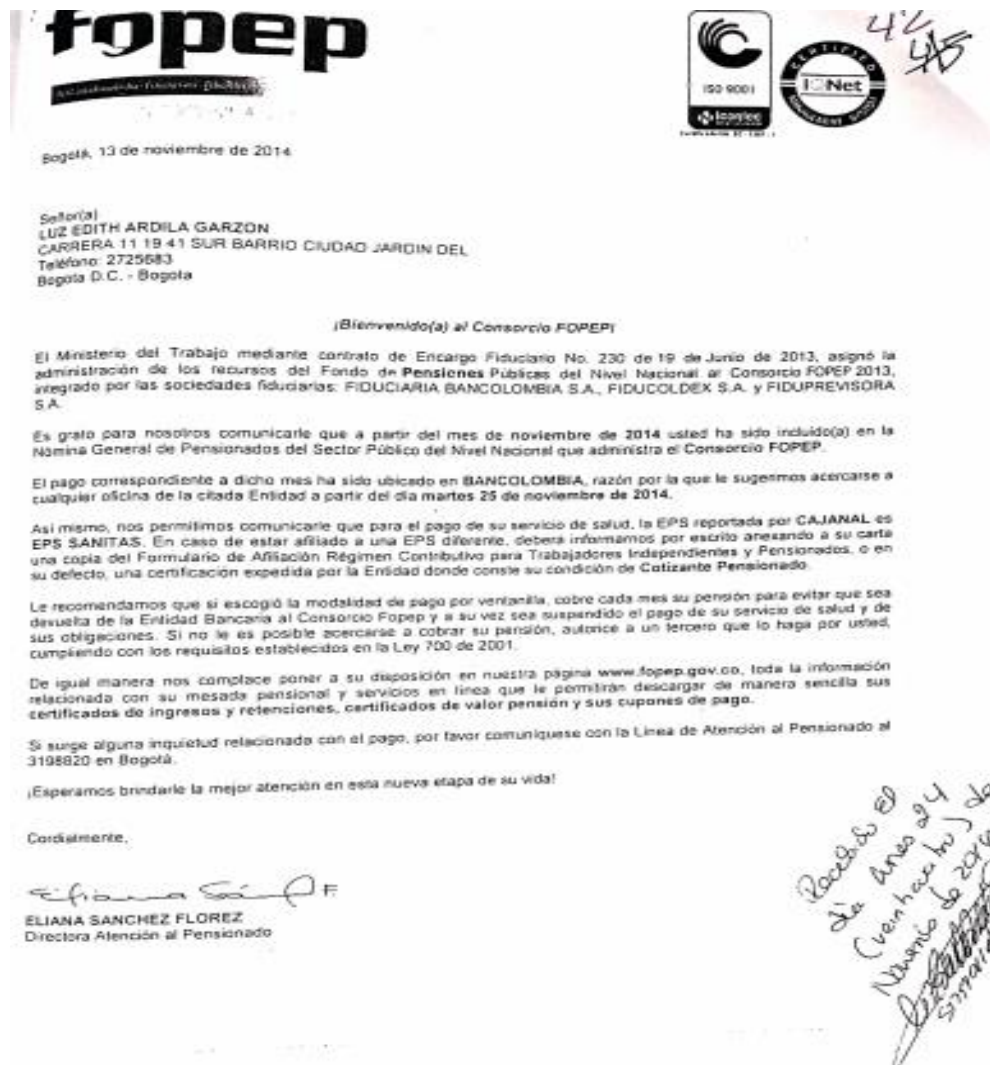 fopep
42
45
ISO 9001
Icontec
CERTIFIED
IQNet
MANAGEMENT SYSTEM
Bogotá, 13 de noviembre de 2014
Señor(a)
LUZ EDITH ARDILA GARZON
CARRERA 11 19 41 SUR BARRIO CIUDAD JARDIN DEL
Teléfono: 2725683
Bogota D.C. - Bogota
¡Bienvenido(a) al Consorcio FOPEP!
El Ministerio del Trabajo mediante contrato de Encargo Fiduciario No. 230 de 19 de Junio de 2013, asignó la
administración de los recursos del Fondo de Pensiones Públicas del Nivel Nacional al Consorcio FOPEP 2013,
integrado por las sociedades fiduciarias: FIDUCIARIA BANCOLOMBIA S.A., FIDUCOLDEX S.A. y FIDUPREVISORA
S.A.
Es grato para nosotros comunicarle que a partir del mes de noviembre de 2014 usted ha sido incluido(a) en la
Nómina General de Pensionados del Sector Público del Nivel Nacional que administra el Consorcio FOPEP.
El pago correspondiente a dicho mes ha sido ubicado en BANCOLOMBIA, razón por la que le sugerimos acercarse a
cualquier oficina de la citada Entidad a partir del día martes 25 de noviembre de 2014.
Así mismo, nos permitimos comunicarle que para el pago de su servicio de salud, la EPS reportada por CAJANAL es
EPS SANITAS. En caso de estar afiliado a una EPS diferente, deberá informarnos por escrito anexando a su carta
una copia del Formulario de Afiliación Régimen Contributivo para Trabajadores Independientes y Pensionados, o en
su defecto, una certificación expedida por la Entidad donde conste su condición de Cotizante Pensionado.
Le recomendamos que si escogió la modalidad de pago por ventanilla, cobre cada mes su pensión para evitar que sea
devuelta de la Entidad Bancaria al Consorcio Fopep y a su vez sea suspendido el pago de su servicio de salud y de
sus obligaciones. Si no le es posible acercarse a cobrar su pensión, autorice a un tercero que lo haga por usted,
cumpliendo con los requisitos establecidos en la Ley 700 de 2001.
De igual manera nos complace poner a su disposición en nuestra página www.fopep.gov.co, toda la información
relacionada con su mesada pensional y servicios en línea que le permitirán descargar de manera sencilla sus
certificados de ingresos y retenciones, certificados de valor pensión y sus cupones de pago.
Si surge alguna inquietud relacionada con el pago, por favor comuníquese con la Línea de Atención al Pensionado al
3198820 en Bogotá.
¡Esperamos brindarle la mejor atención en esta nueva etapa de su vida!
Cordialmente,
Eliana Sánchez F.
ELIANA SANCHEZ FLOREZ
Directora Atención al Pensionado
Recibido El
día lunes 24
(veinticuatro) de
de 2014